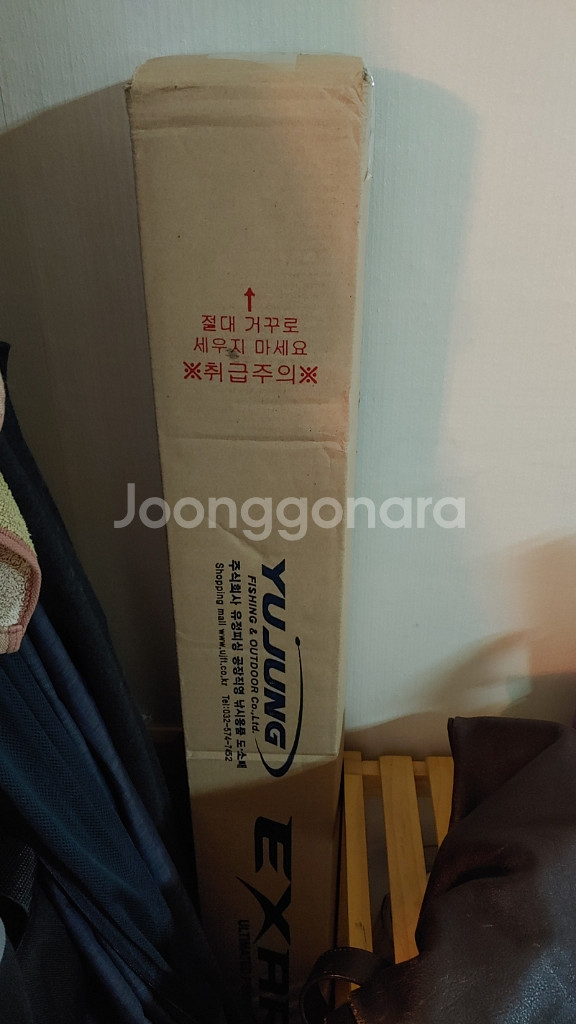 ↑
절대 거꾸로
세우지 마세요
※취급주의※
Joonggonara
YUJUNG
FISHING & OUTDOOR Co.,Ltd.
주식회사 유정피싱 공장직영 낚시용품 도소매
Shopping mall www.ujft.co.kr Tel:032-574-7452